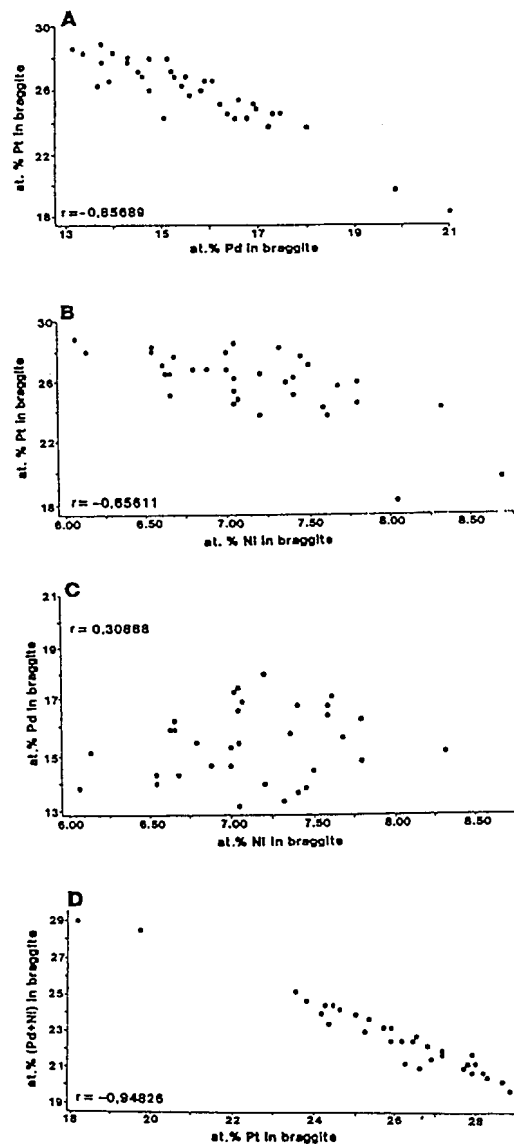 A
at. % Pt in braggite
30
26
22
18
r=-0.85689
13 15 17 19 21
at.% Pd in braggite
B
at. % Pt in braggite
30
26
22
18
r= -0.65611
6.00 6.50 7.00 7.50 8.00 8.50
at. % Ni in braggite
C
at.% Pd in braggite
21
19
17
15
13
r= 0.30888
6.00 6.50 7.00 7.50 8.00 8.50
at.% Ni in braggite
D
at.% (Pd+Ni) in braggite
29
27
25
23
21
19
r= -0.94826
18 20 22 24 26 28
at.% Pt in braggite